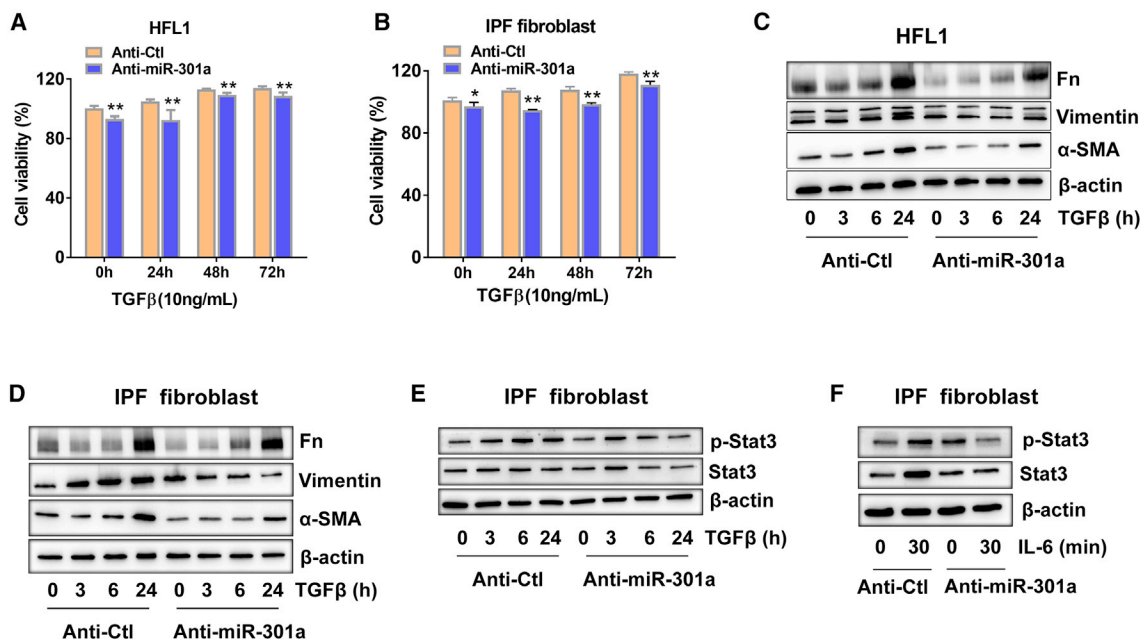 A
HFL1
Anti-Ctl
Anti-miR-301a
Cell viability (%)
120
80
40
0
** ** ** **
0h 24h 48h 72h
TGFβ(10ng/mL)
B
IPF fibroblast
Anti-Ctl
Anti-miR-301a
Cell viability (%)
120
80
40
0
* ** ** **
0h 24h 48h 72h
TGFβ(10ng/mL)
C
HFL1
Fn
Vimentin
α-SMA
β-actin
0 3 6 24 0 3 6 24 TGFβ (h)
Anti-Ctl Anti-miR-301a
D
IPF fibroblast
Fn
Vimentin
α-SMA
β-actin
0 3 6 24 0 3 6 24 TGFβ (h)
Anti-Ctl Anti-miR-301a
E
IPF fibroblast
p-Stat3
Stat3
β-actin
0 3 6 24 0 3 6 24 TGFβ (h)
Anti-Ctl Anti-miR-301a
F
IPF fibroblast
p-Stat3
Stat3
β-actin
0 30 0 30 IL-6 (min)
Anti-Ctl Anti-miR-301a